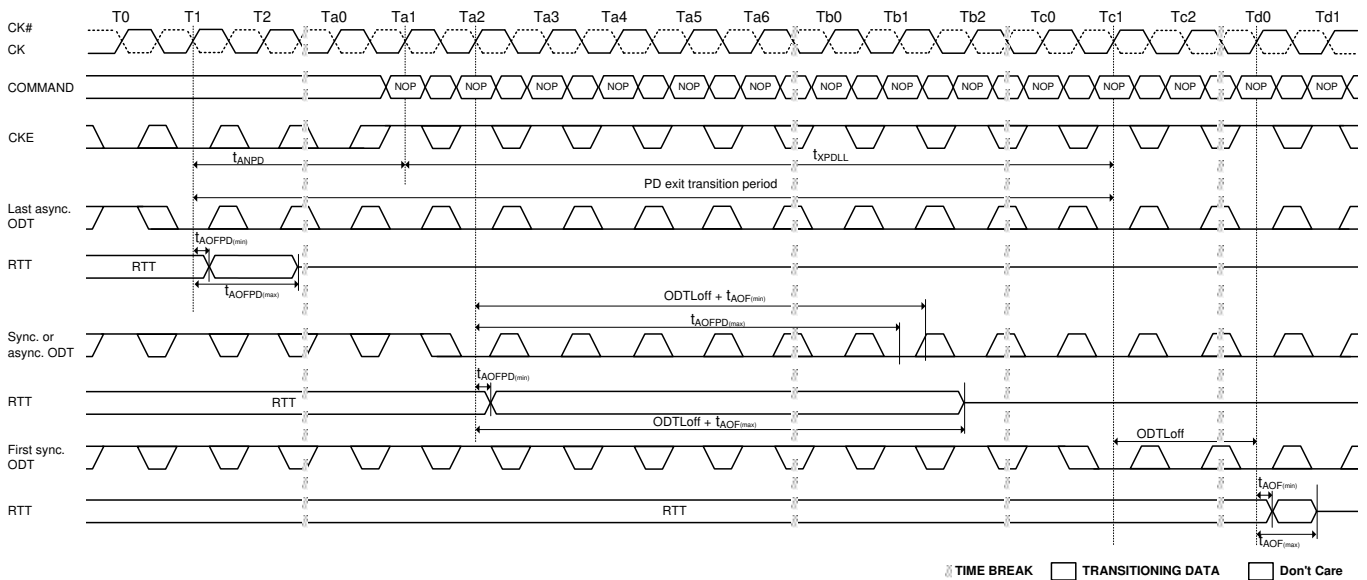 T0 T1 T2 Ta0 Ta1 Ta2 Ta3 Ta4 Ta5 Ta6 Tb0 Tb1 Tb2 Tc0 Tc1 Tc2 Td0 Td1
CK#
CK
COMMAND NOP NOP NOP NOP NOP NOP NOP NOP NOP NOP NOP NOP NOP NOP
CKE
tANPD tXPDLL
PD exit transition period
Last async.
ODT
tAOFPD(min)
RTT RTT
tAOFPD(max)
ODTLoff + tAOF(min)
tAOFPD(max)
Sync. or
async. ODT
tAOFPD(min)
RTT RTT
ODTLoff + tAOF(max)
First sync.
ODT
ODTLoff
tAOF(min)
RTT RTT
tAOF(max)
TIME BREAK TRANSITIONING DATA Don't Care